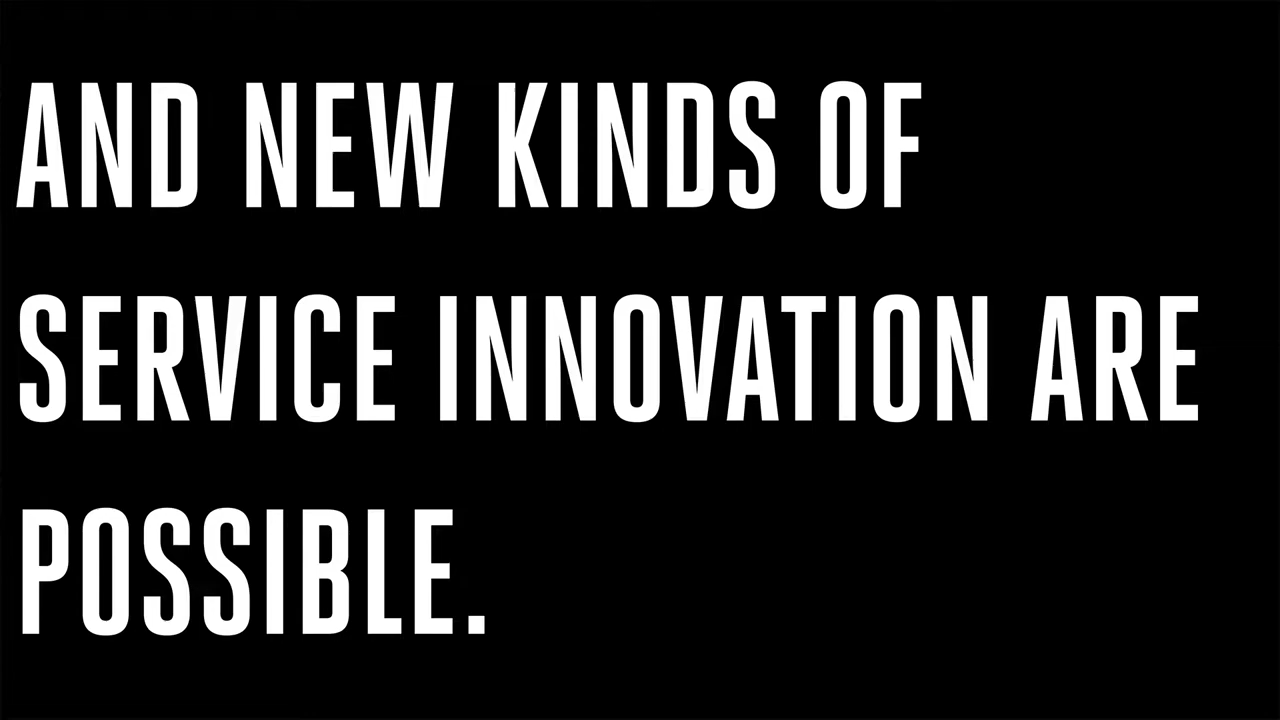 AND NEW KINDS OF
SERVICE INNOVATION ARE
POSSIBLE.